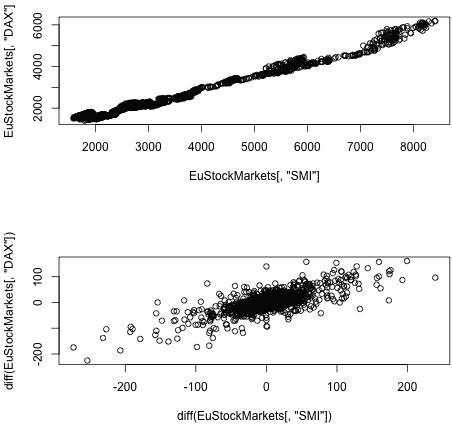 EuStockMarkets[, "DAX"]
6000
4000
2000
2000 3000 4000 5000 6000 7000 8000
EuStockMarkets[, "SMI"]
diff(EuStockMarkets[, "DAX"])
100
0
-200
-200 -100 0 100 200
diff(EuStockMarkets[, "SMI"])